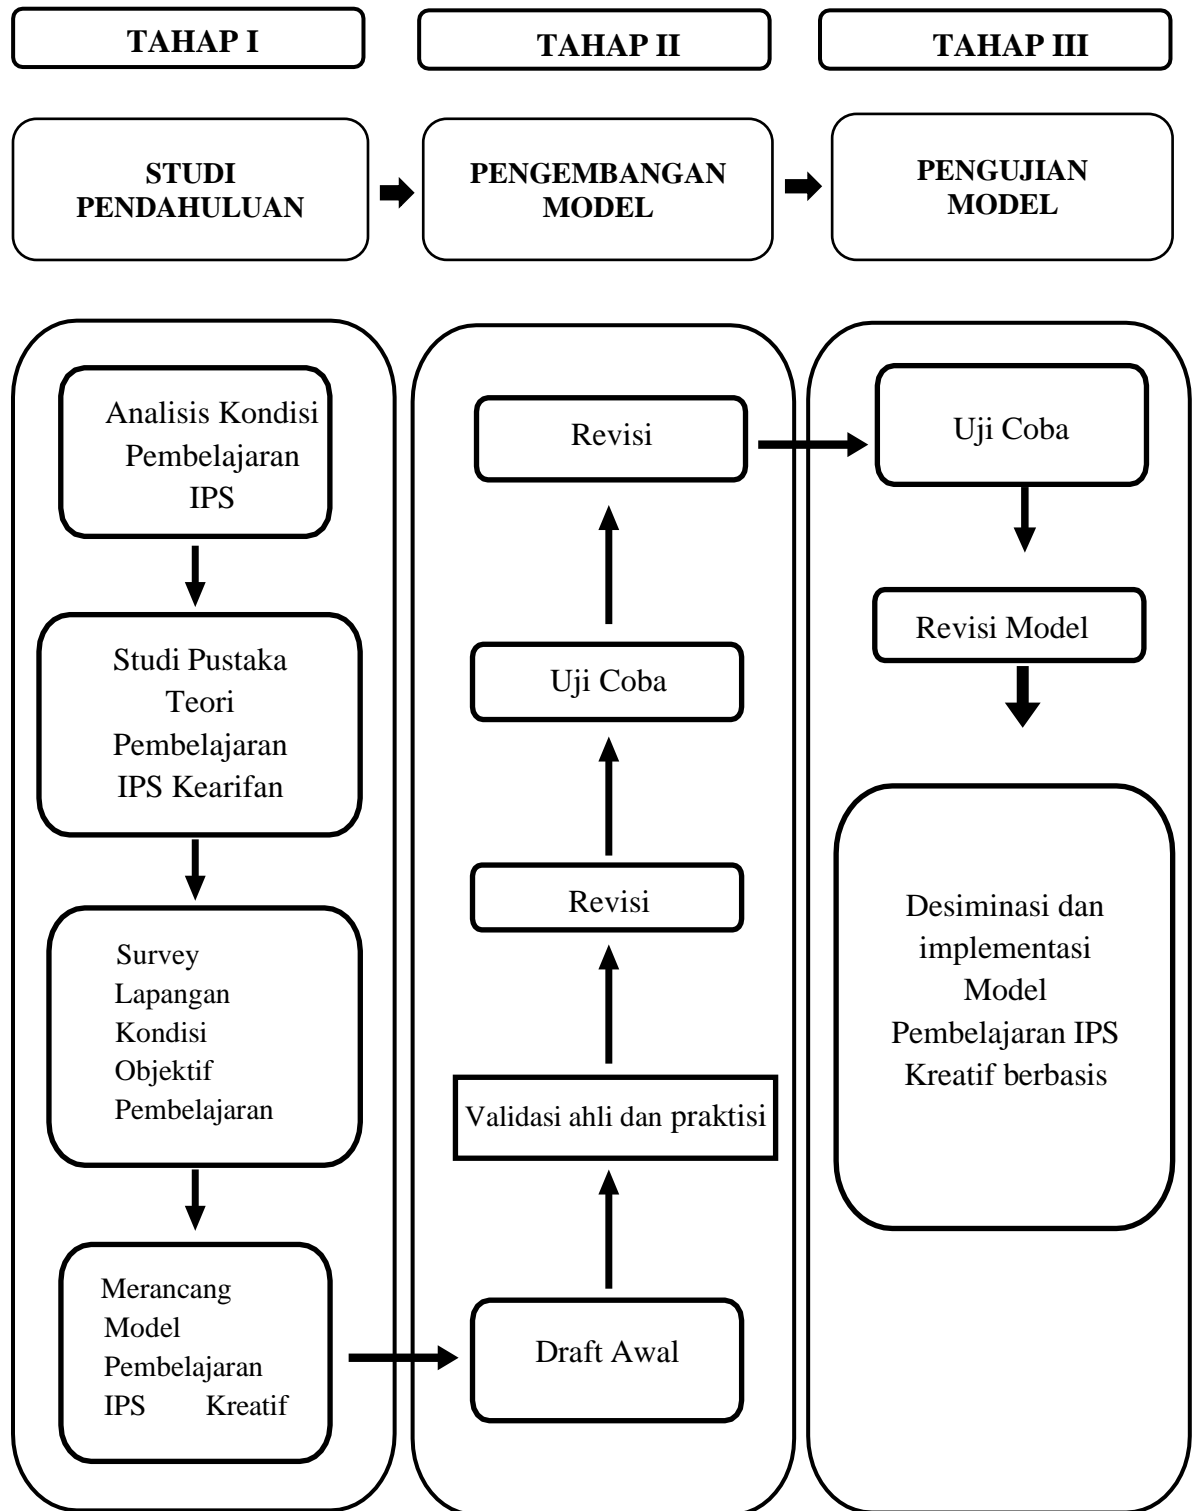 TAHAP I
TAHAP II
TAHAP III
STUDI
PENDAHULUAN
PENGEMBANGAN
MODEL
PENGUJIAN
MODEL
Analisis Kondisi
Pembelajaran
IPS
Studi Pustaka
Teori
Pembelajaran
IPS Kearifan
Survey
Lapangan
Kondisi
Objektif
Pembelajaran
Merancang
Model
Pembelajaran
IPS Kreatif
Revisi
Uji Coba
Revisi
Validasi ahli dan praktisi
Draft Awal
Uji Coba
Revisi Model
Desiminasi dan
implementasi
Model
Pembelajaran IPS
Kreatif berbasis